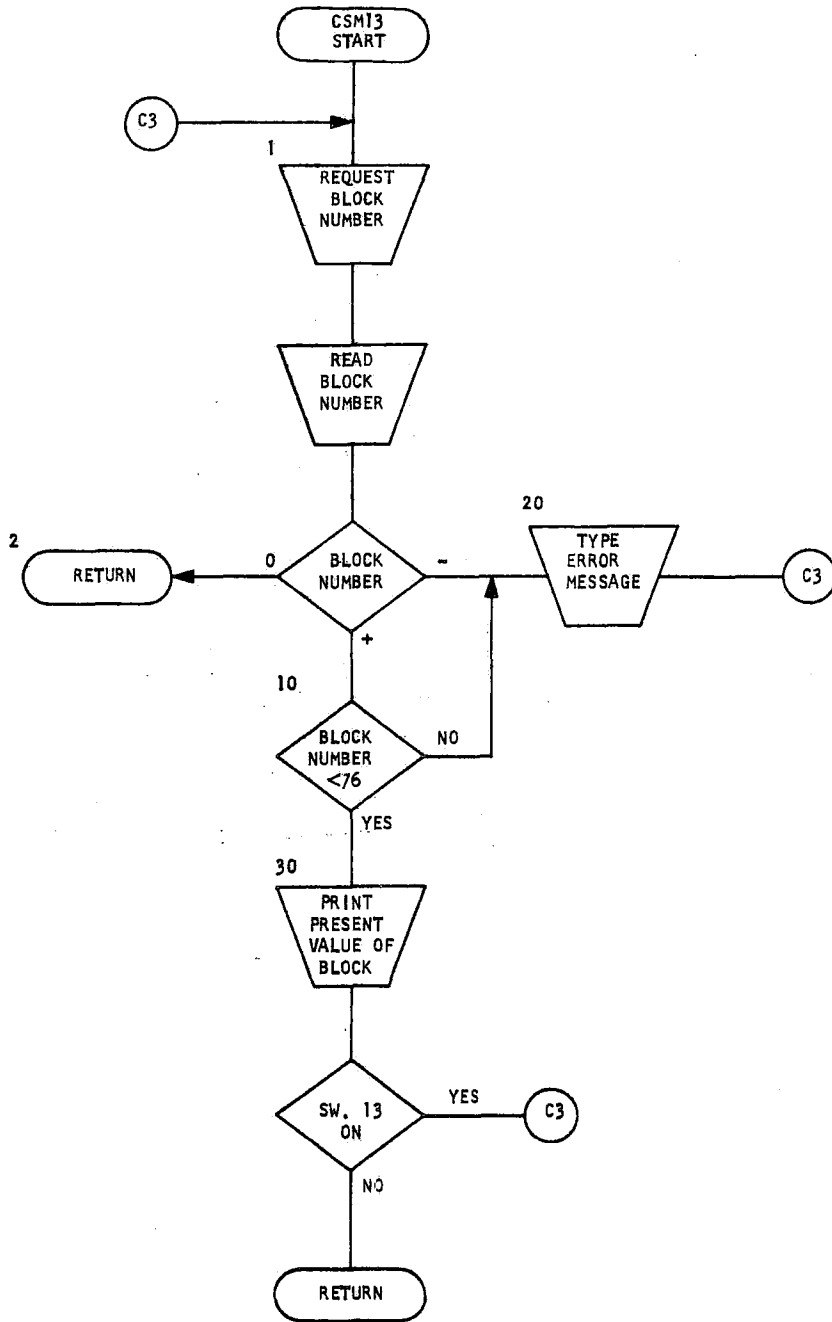 CSM13
START
C3
1
REQUEST
BLOCK
NUMBER
READ
BLOCK
NUMBER
2
RETURN
0
BLOCK
NUMBER
-
20
TYPE
ERROR
MESSAGE
C3
+
10
BLOCK
NUMBER
<76
NO
YES
30
PRINT
PRESENT
VALUE OF
BLOCK
SW. 13
ON
YES
C3
NO
RETURN